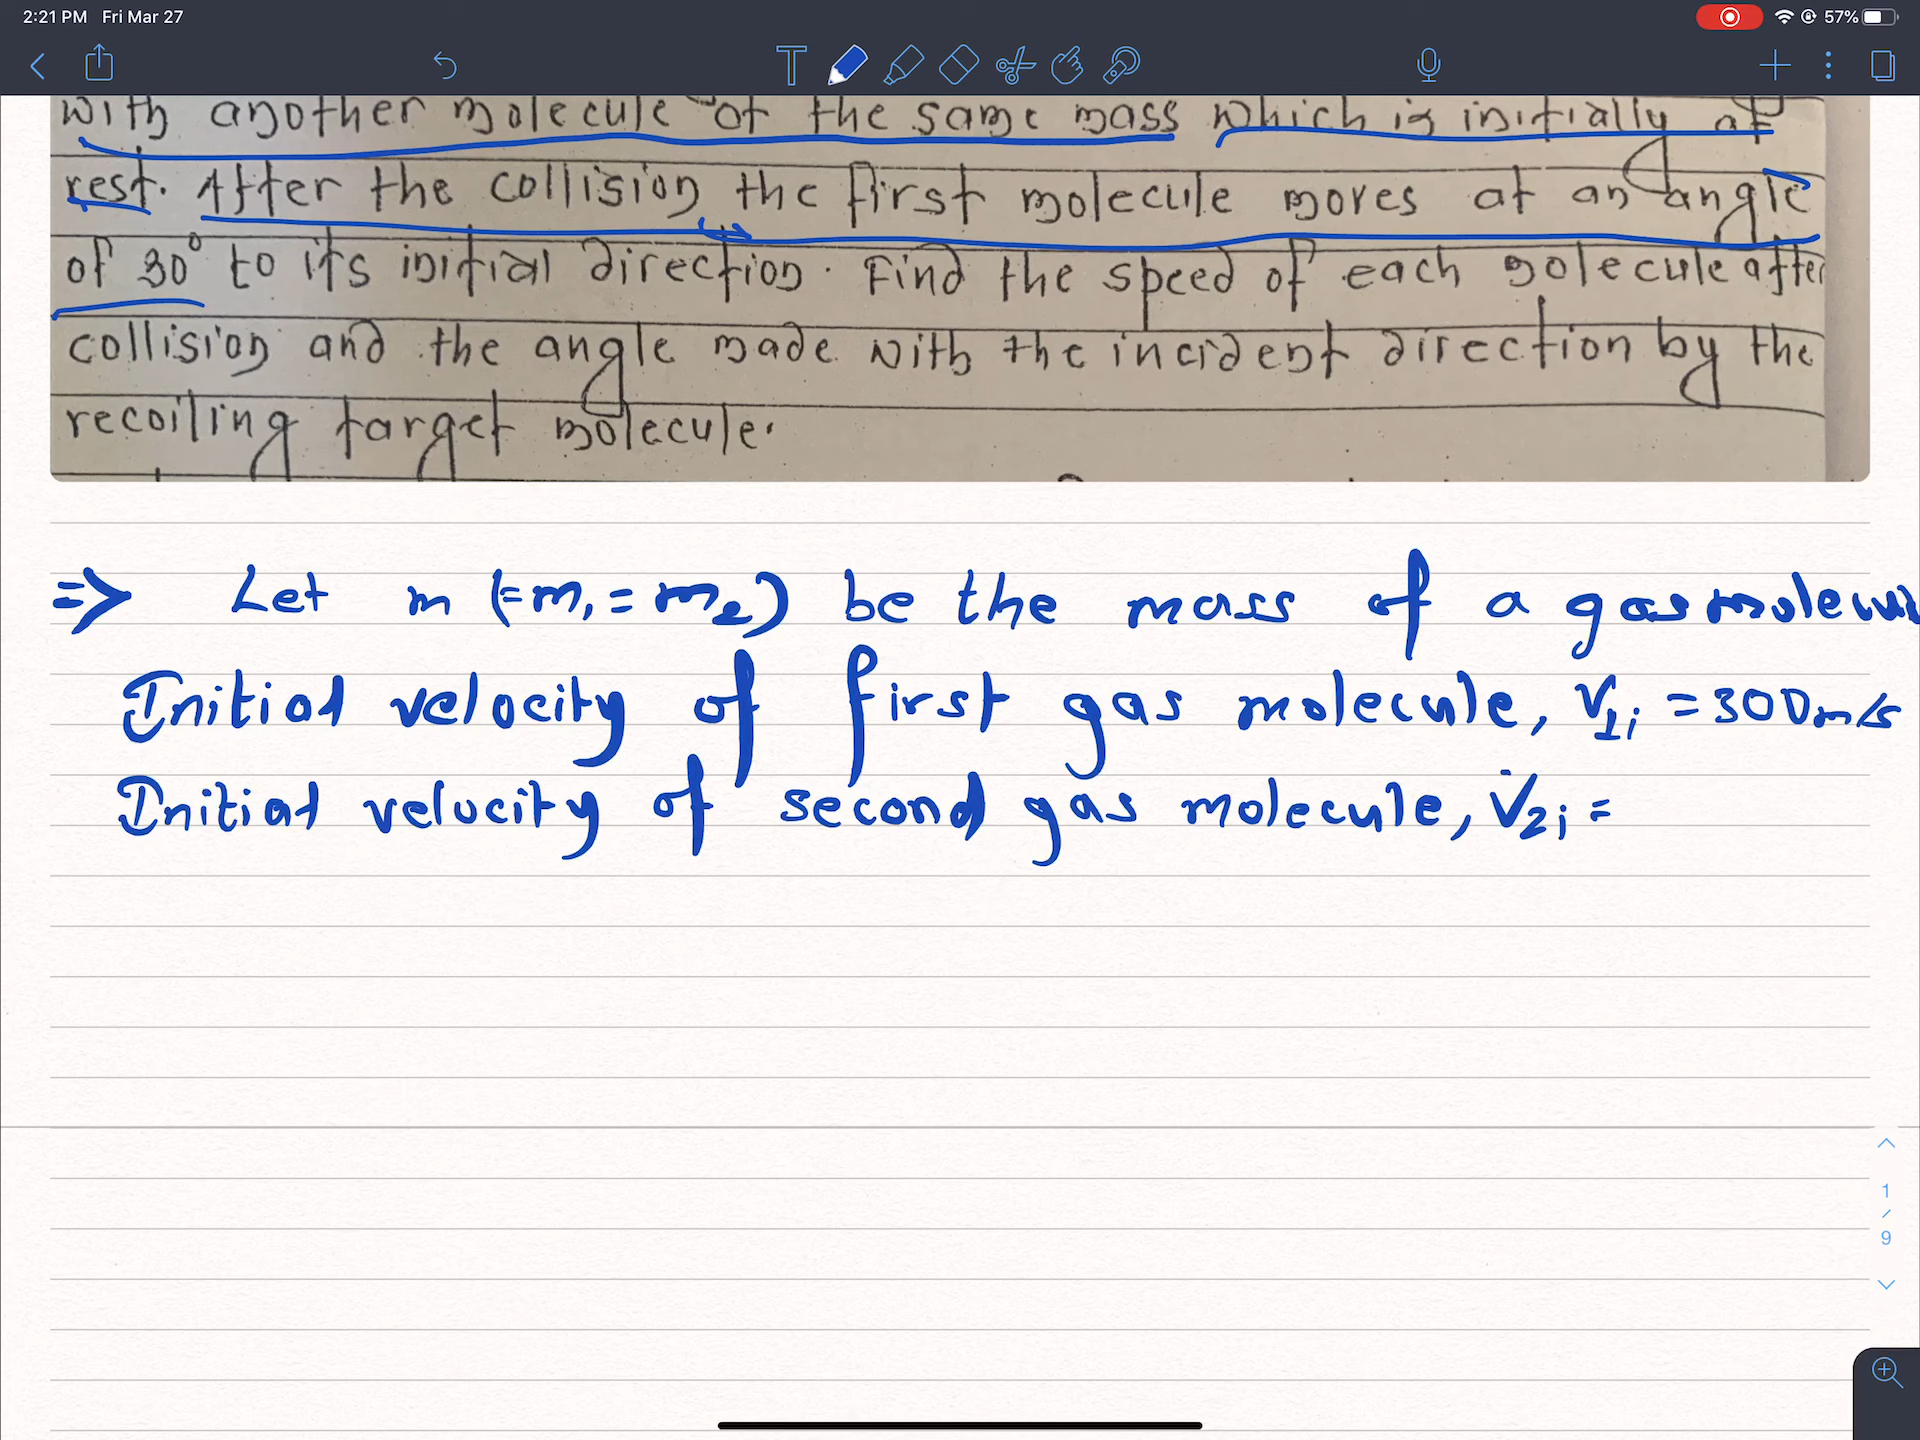 2:21 PM Fri Mar 27
57%
with another molecule of the same mass which is initially at
rest. After the collision the first molecule moves at an angle
of 30° to its initial direction. Find the speed of each molecule after
collision and the angle made with the incident direction by the
recoiling target molecule.
=> Let m (=m₁ = m₂) be the mass of a gas molecul
Initial velocity of first gas molecule, V₁ᵢ = 300m/s
Initial velocity of second gas molecule, V₂ᵢ =
1
/
9